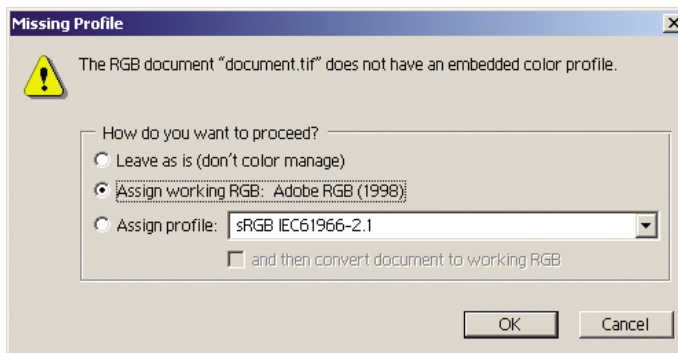 Missing Profile
The RGB document “document.tif” does not have an embedded color profile.
How do you want to proceed?
Leave as is (don’t color manage)
Assign working RGB: Adobe RGB (1998)
Assign profile: sRGB IEC61966-2.1
and then convert document to working RGB
OK Cancel